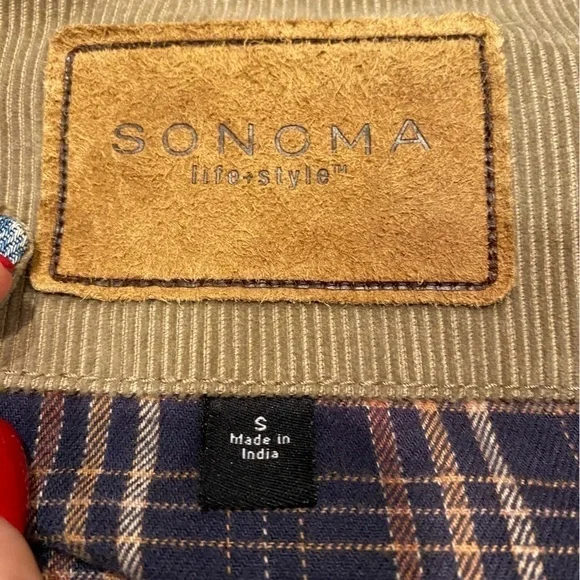 SONOMA
life+style™
S
Made in
India